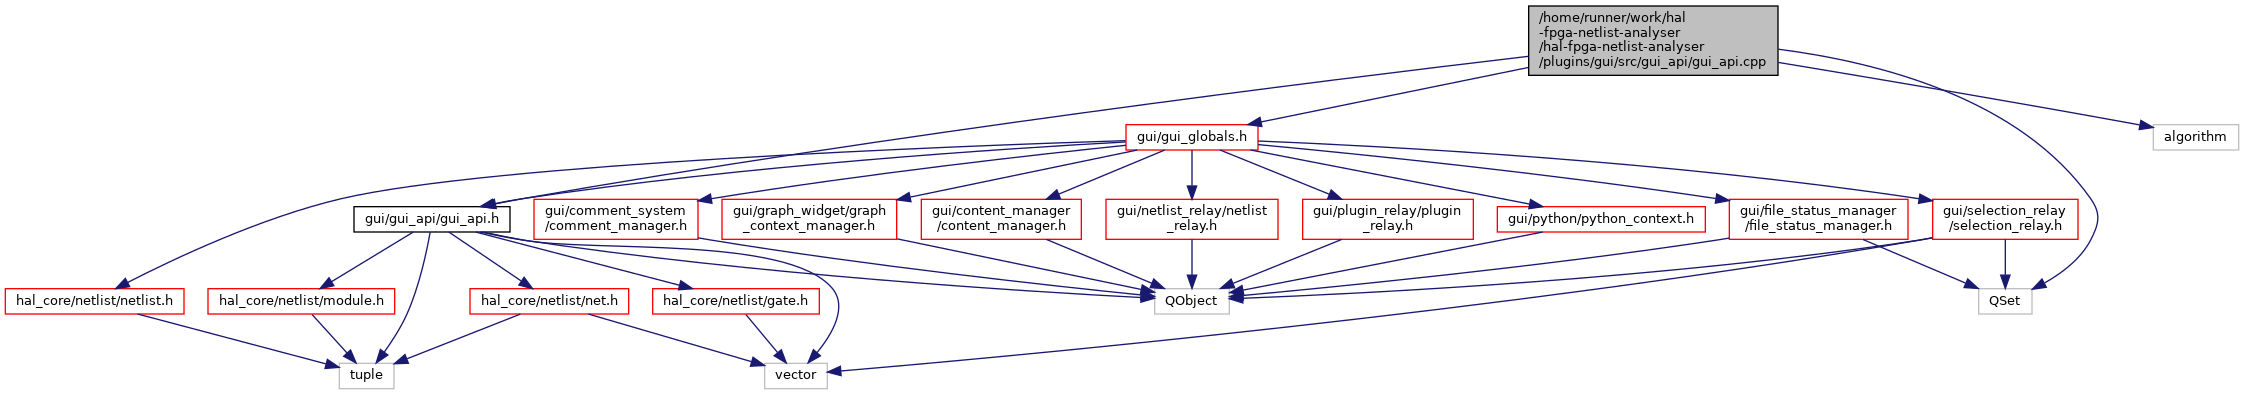 /home/runner/work/hal
-fpga-netlist-analyser
/hal-fpga-netlist-analyser
/plugins/gui/src/gui_api/gui_api.cpp
gui/gui_globals.h
algorithm
gui/gui_api/gui_api.h
gui/comment_system
/comment_manager.h
gui/graph_widget/graph
_context_manager.h
gui/content_manager
/content_manager.h
gui/netlist_relay/netlist
_relay.h
gui/plugin_relay/plugin
_relay.h
gui/python/python_context.h
gui/file_status_manager
/file_status_manager.h
gui/selection_relay
/selection_relay.h
hal_core/netlist/netlist.h
hal_core/netlist/module.h
hal_core/netlist/net.h
hal_core/netlist/gate.h
QObject
QSet
tuple
vector